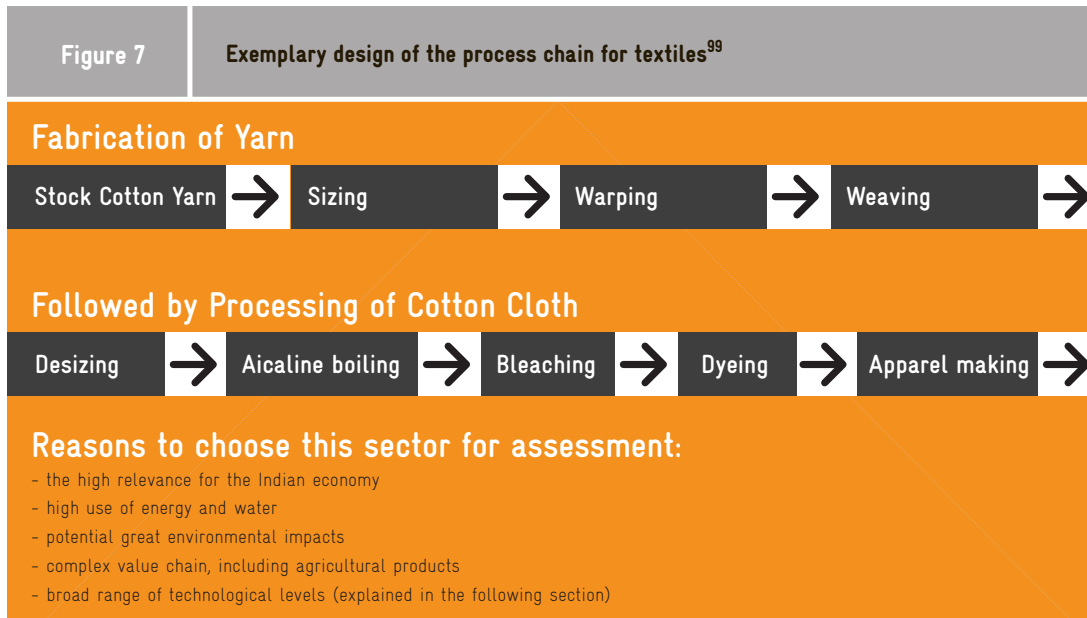 Figure 7
Exemplary design of the process chain for textiles99
Fabrication of Yarn
Stock Cotton Yarn → Sizing → Warping → Weaving →
Followed by Processing of Cotton Cloth
Desizing → Aicaline boiling → Bleaching → Dyeing → Apparel making →
Reasons to choose this sector for assessment:
- the high relevance for the Indian economy
- high use of energy and water
- potential great environmental impacts
- complex value chain, including agricultural products
- broad range of technological levels (explained in the following section)